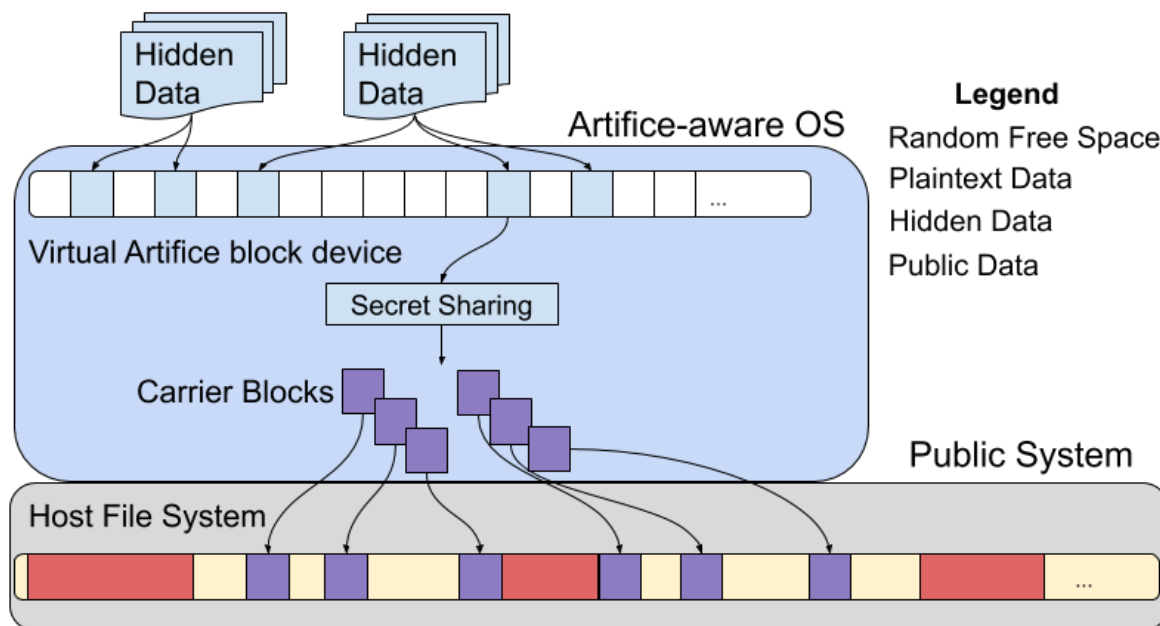 Hidden
Data
Hidden
Data
Artifice-aware OS
Legend
Random Free Space
Plaintext Data
Hidden Data
Public Data
...
Virtual Artifice block device
Secret Sharing
Carrier Blocks
Public System
Host File System
...